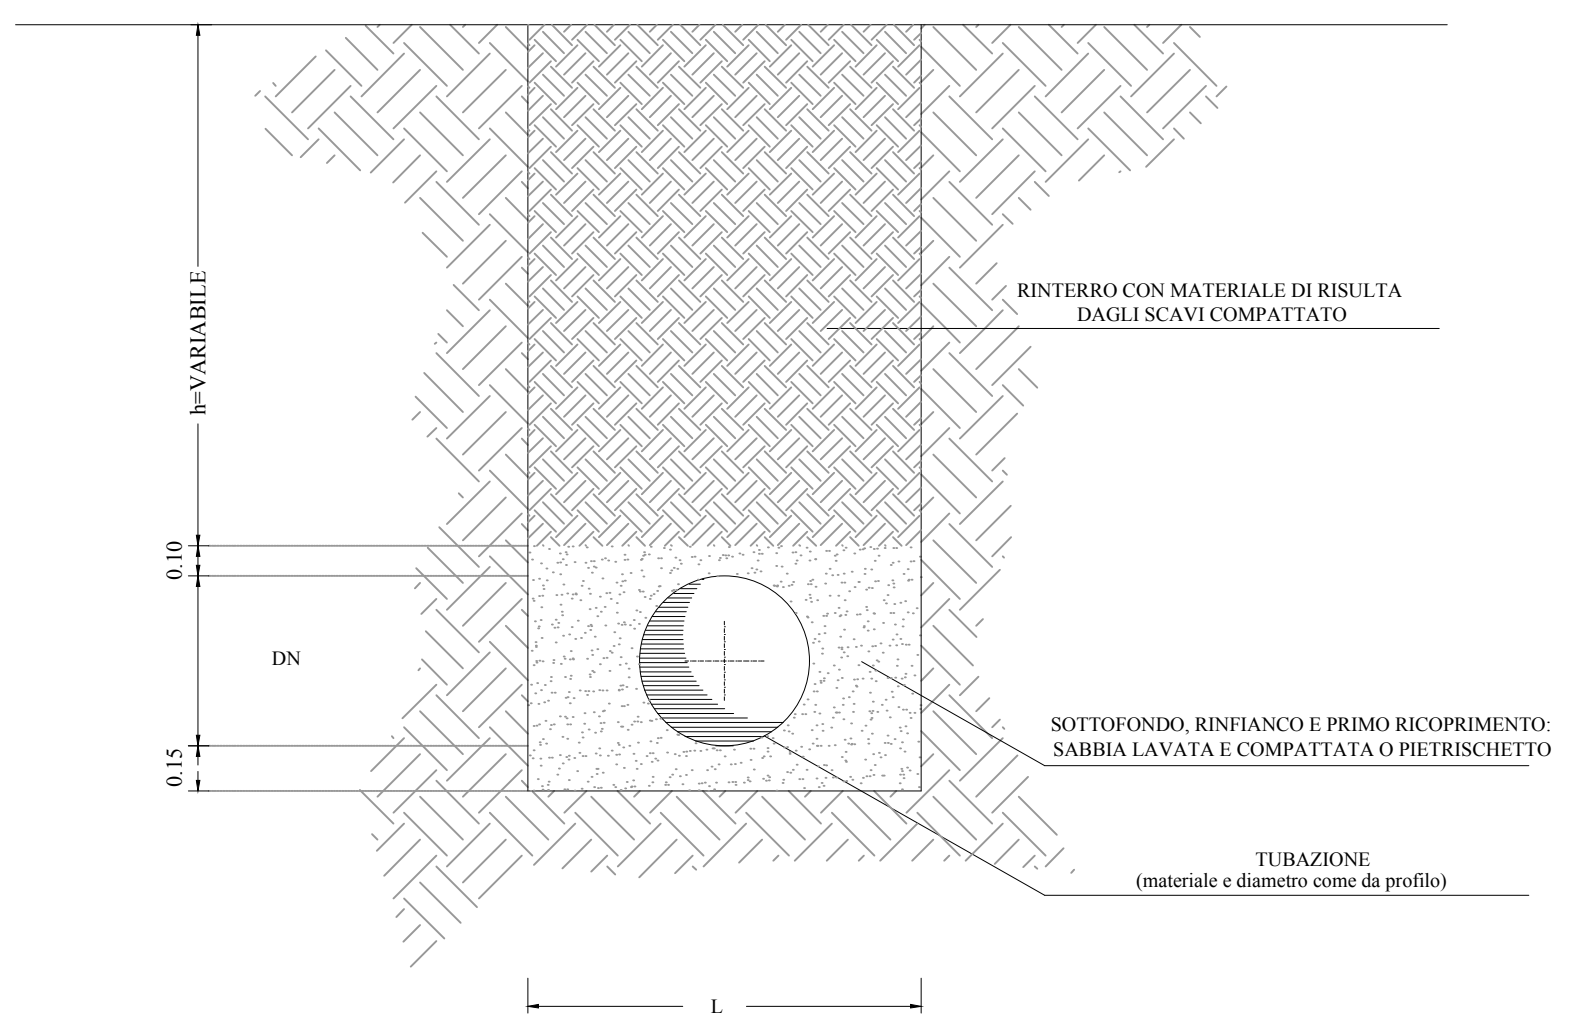 h=VARIABILE
RINTERRO CON MATERIALE DI RISULTA
DAGLI SCAVI COMPATTATO
0.10
DN
0.15
SOTTOFONDO, RINFIANCO E PRIMO RICOPRIMENTO:
SABBIA LAVATA E COMPATTATA O PIETRISCHETTO
TUBAZIONE
(materiale e diametro come da profilo)
L